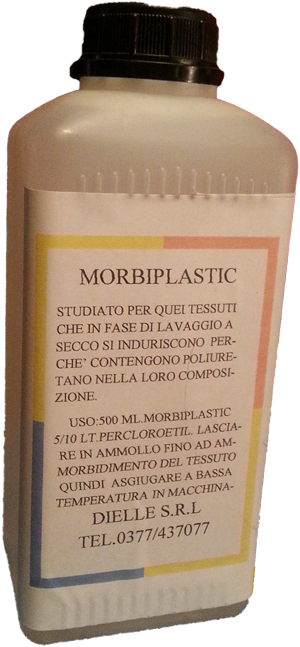 MORBIPLASTIC
STUDIATO PER QUEI TESSUTI
CHE IN FASE DI LAVAGGIO A
SECCO SI INDURISCONO PER-
CHE' CONTENGONO POLIURE-
TANO NELLA LORO COMPOSI-
ZIONE.
USO:500 ML.MORBIPLASTIC
5/10 LT.PERCLOROETIL. LASCIA-
RE IN AMMOLLO FINO AD AM-
MORBIDIMENTO DEL TESSUTO
QUINDI ASGIUGARE A BASSA
TEMPERATURA IN MACCHINA-
DIELLE S.R.L
TEL.0377/437077